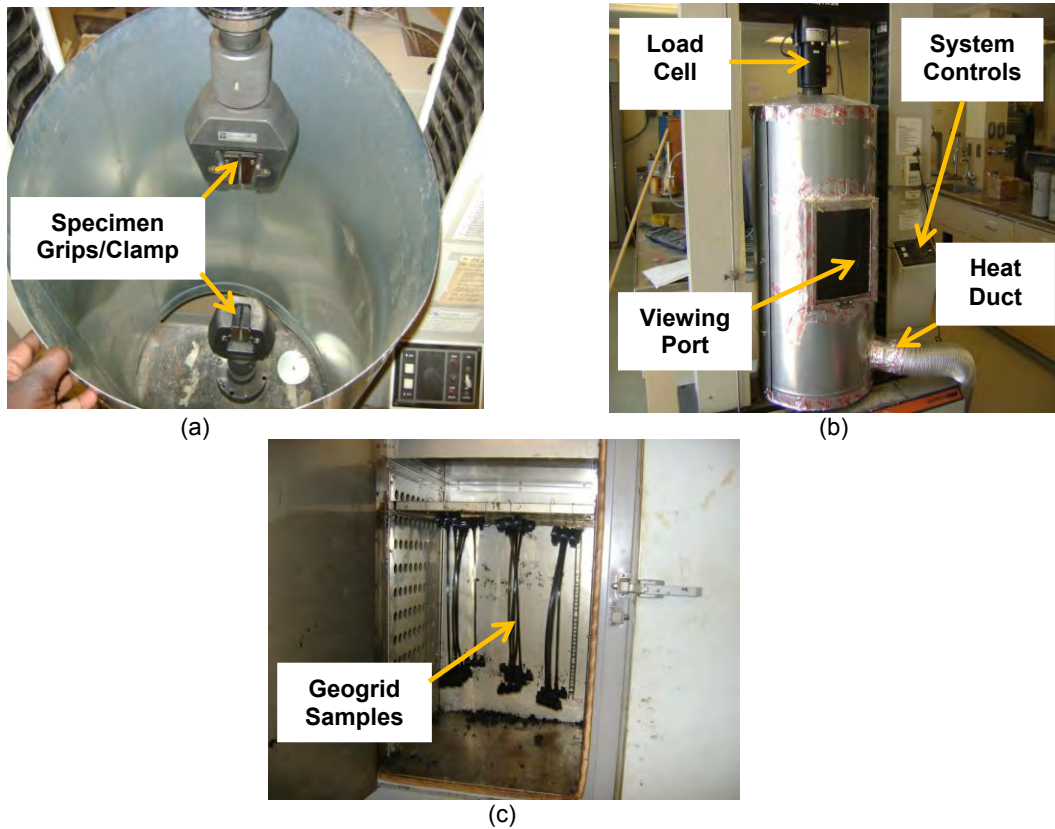 Specimen
Grips/Clamp
(a)
Load
Cell
System
Controls
Viewing
Port
Heat
Duct
(b)
Geogrid
Samples
(c)